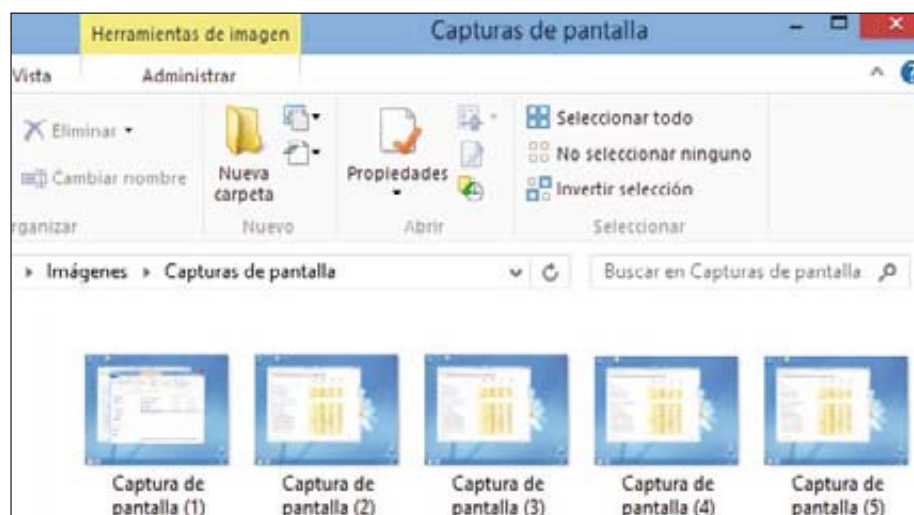 Herramientas de imagen
Capturas de pantalla
Vista
Administrar
Eliminar
Cambiar nombre
rganizar
Nueva
carpeta
Nuevo
Propiedades
Abrir
Seleccionar todo
No seleccionar ninguno
Invertir selección
Seleccionar
Imágenes
Capturas de pantalla
Buscar en Capturas de pantalla
Captura de
pantalla (1)
Captura de
pantalla (2)
Captura de
pantalla (3)
Captura de
pantalla (4)
Captura de
pantalla (5)